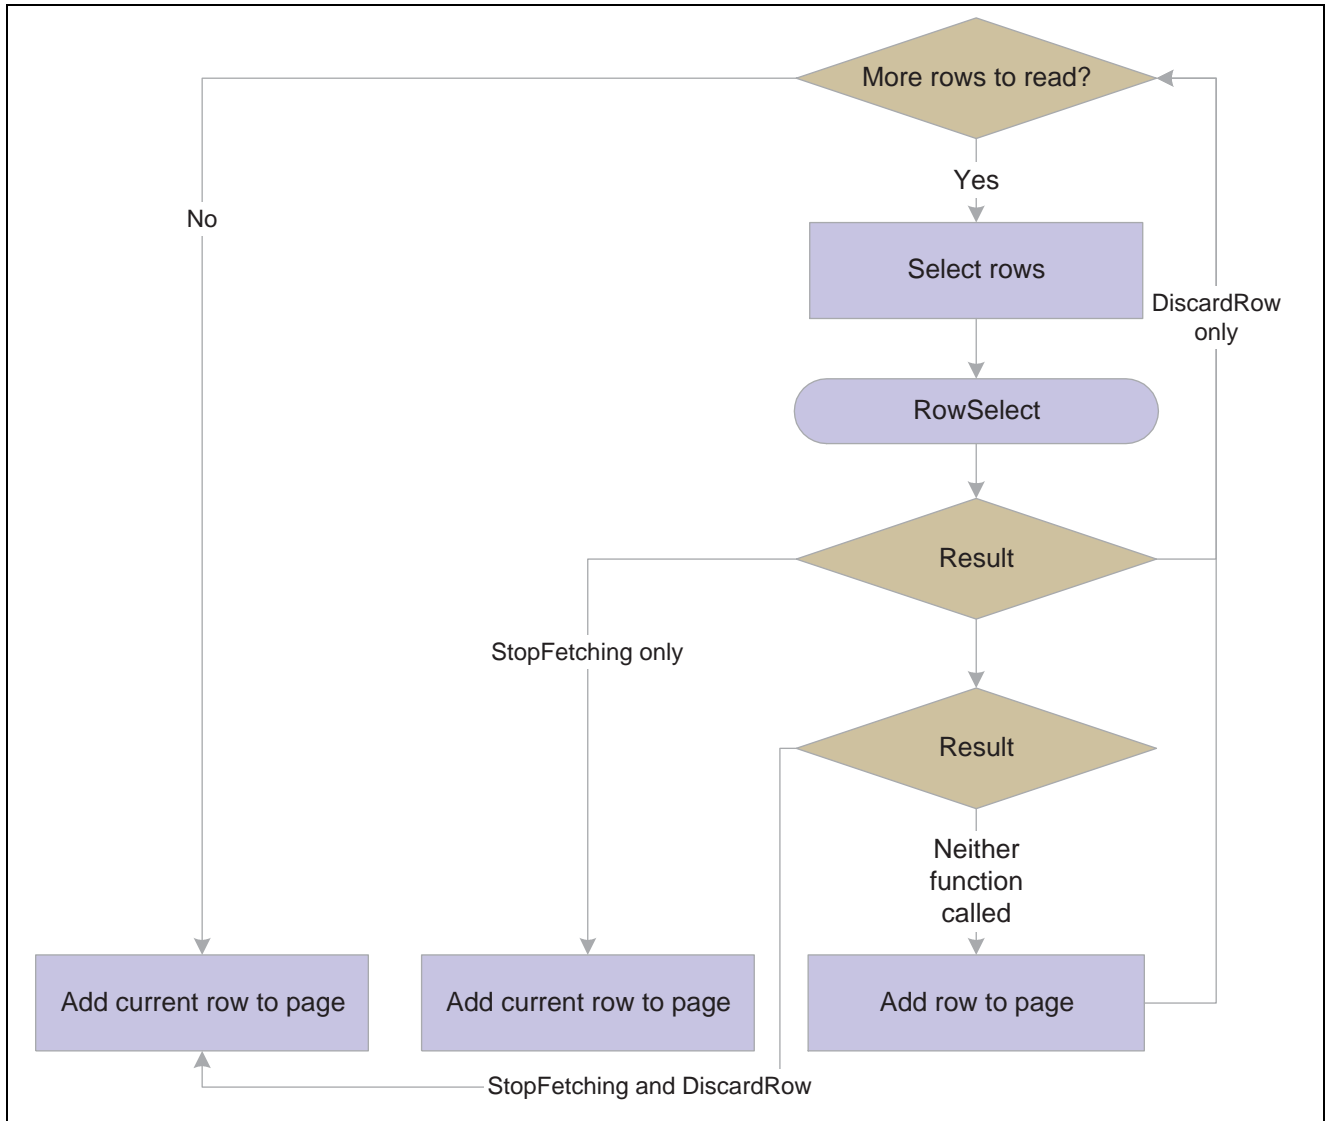 More rows to read?
Yes
No
Select rows
DiscardRow
only
RowSelect
Result
StopFetching only
Result
Neither
function
called
Add current row to page
Add current row to page
Add row to page
StopFetching and DiscardRow